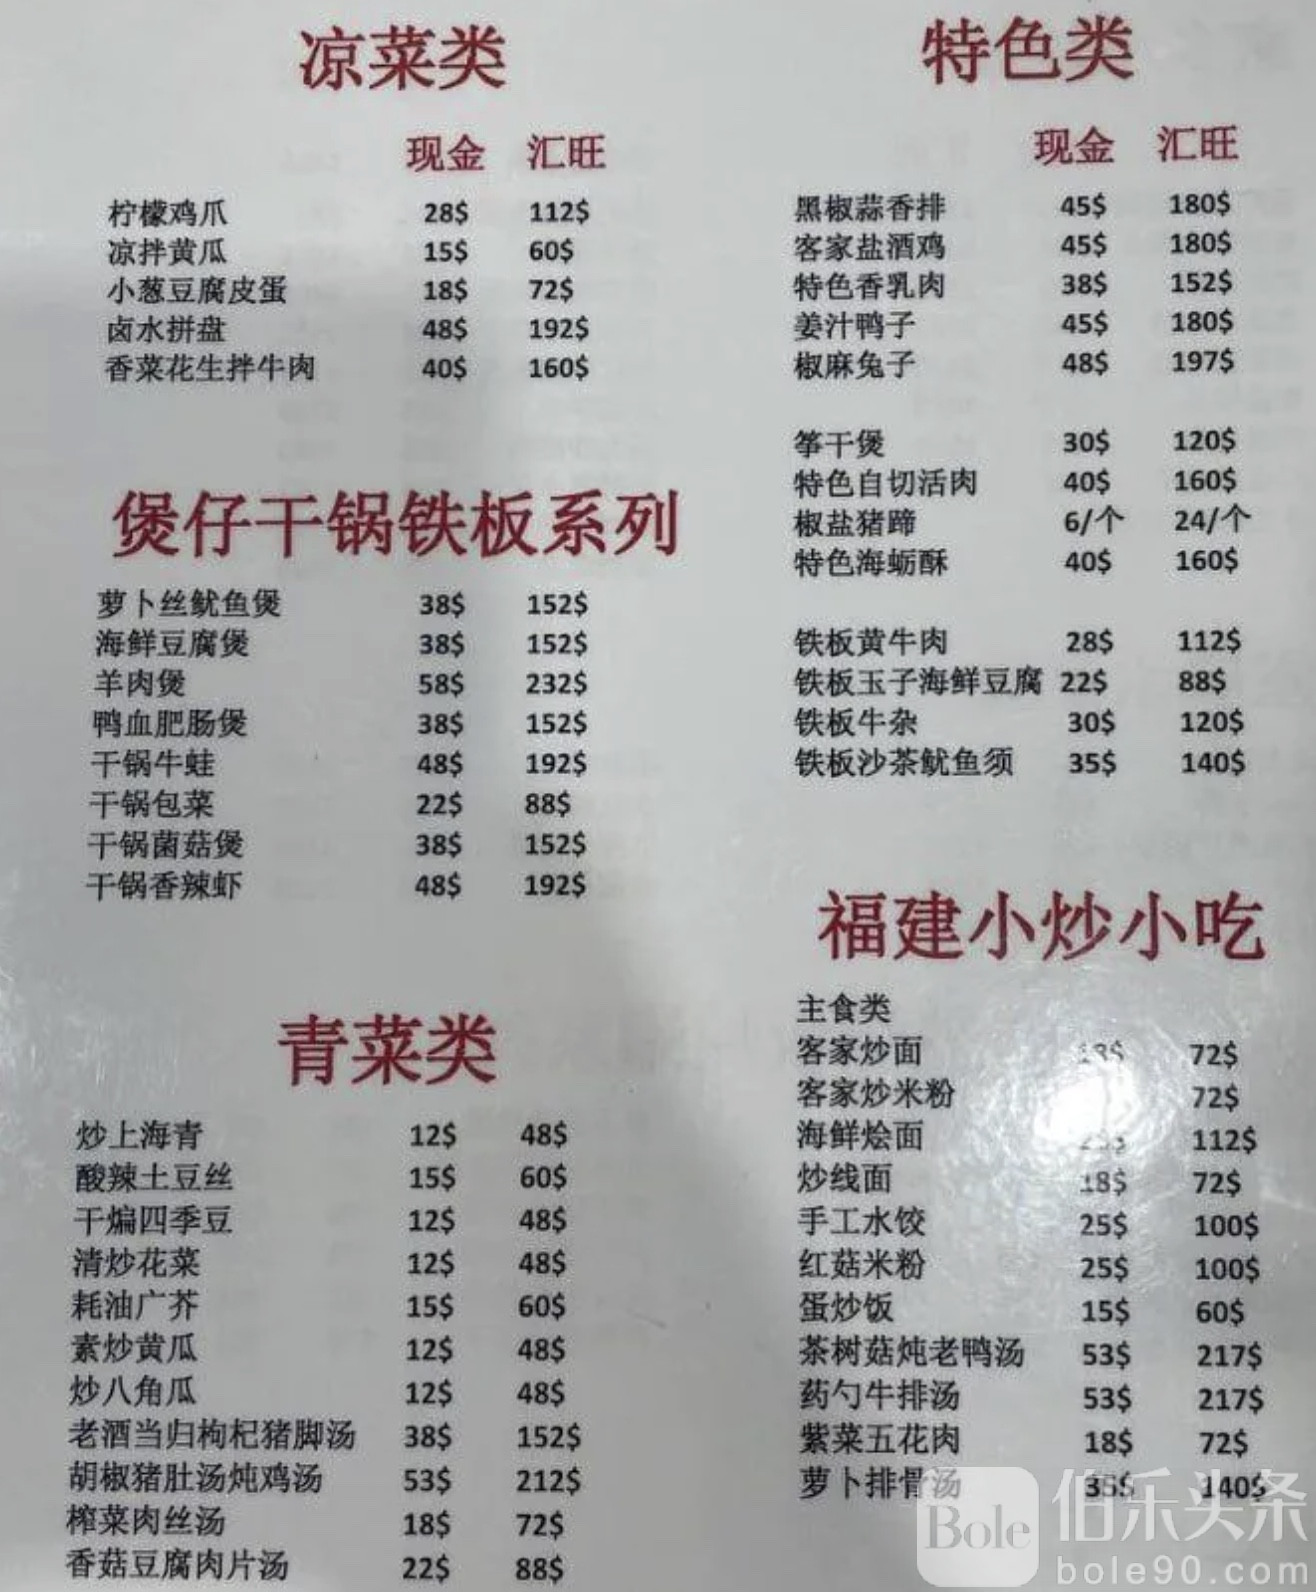 凉菜类
现金 汇旺
柠檬鸡爪 28$ 112$
凉拌黄瓜 15$ 60$
小葱豆腐皮蛋 18$ 72$
卤水拼盘 48$ 192$
香菜花生拌牛肉 40$ 160$
煲仔干锅铁板系列
萝卜丝鱿鱼煲 38$ 152$
海鲜豆腐煲 38$ 152$
羊肉煲 58$ 232$
鸭血肥肠煲 38$ 152$
干锅牛蛙 48$ 192$
干锅包菜 22$ 88$
干锅菌菇煲 38$ 152$
干锅香辣虾 48$ 192$
青菜类
炒上海青 12$ 48$
酸辣土豆丝 15$ 60$
干煸四季豆 12$ 48$
清炒花菜 12$ 48$
耗油广芥 15$ 60$
素炒黄瓜 12$ 48$
炒八角瓜 12$ 48$
老酒当归枸杞猪脚汤 38$ 152$
胡椒猪肚汤炖鸡汤 53$ 212$
榨菜肉丝汤 18$ 72$
香菇豆腐肉片汤 22$ 88$
特色类
现金 汇旺
黑椒蒜香排 45$ 180$
客家盐酒鸡 45$ 180$
特色香乳肉 38$ 152$
姜汁鸭子 45$ 180$
椒麻兔子 48$ 197$
筝干煲 30$ 120$
特色自切活肉 40$ 160$
椒盐猪蹄 6/个 24/个
特色海蛎酥 40$ 160$
铁板黄牛肉 28$ 112$
铁板玉子海鲜豆腐 22$ 88$
铁板牛杂 30$ 120$
铁板沙茶鱿鱼须 35$ 140$
福建小炒小吃
主食类
客家炒面 18$ 72$
客家炒米粉 72$
海鲜烩面 112$
炒线面 18$ 72$
手工水饺 25$ 100$
红菇米粉 25$ 100$
蛋炒饭 15$ 60$
茶树菇炖老鸭汤 53$ 217$
药勺牛排汤 53$ 217$
紫菜五花肉 18$ 72$
萝卜排骨汤 35$ 140$
Bole 伯乐头条
bole90.com